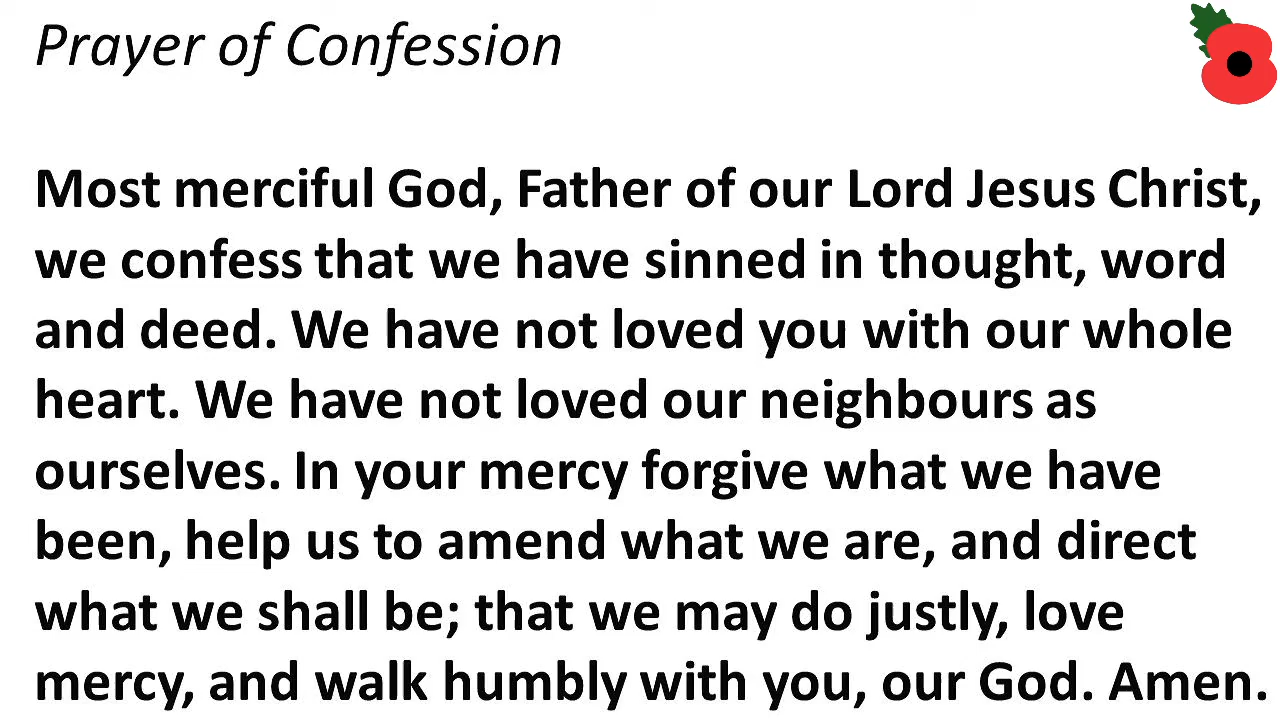 Prayer of Confession
Most merciful God, Father of our Lord Jesus Christ,
we confess that we have sinned in thought, word
and deed. We have not loved you with our whole
heart. We have not loved our neighbours as
ourselves. In your mercy forgive what we have
been, help us to amend what we are, and direct
what we shall be; that we may do justly, love
mercy, and walk humbly with you, our God. Amen.